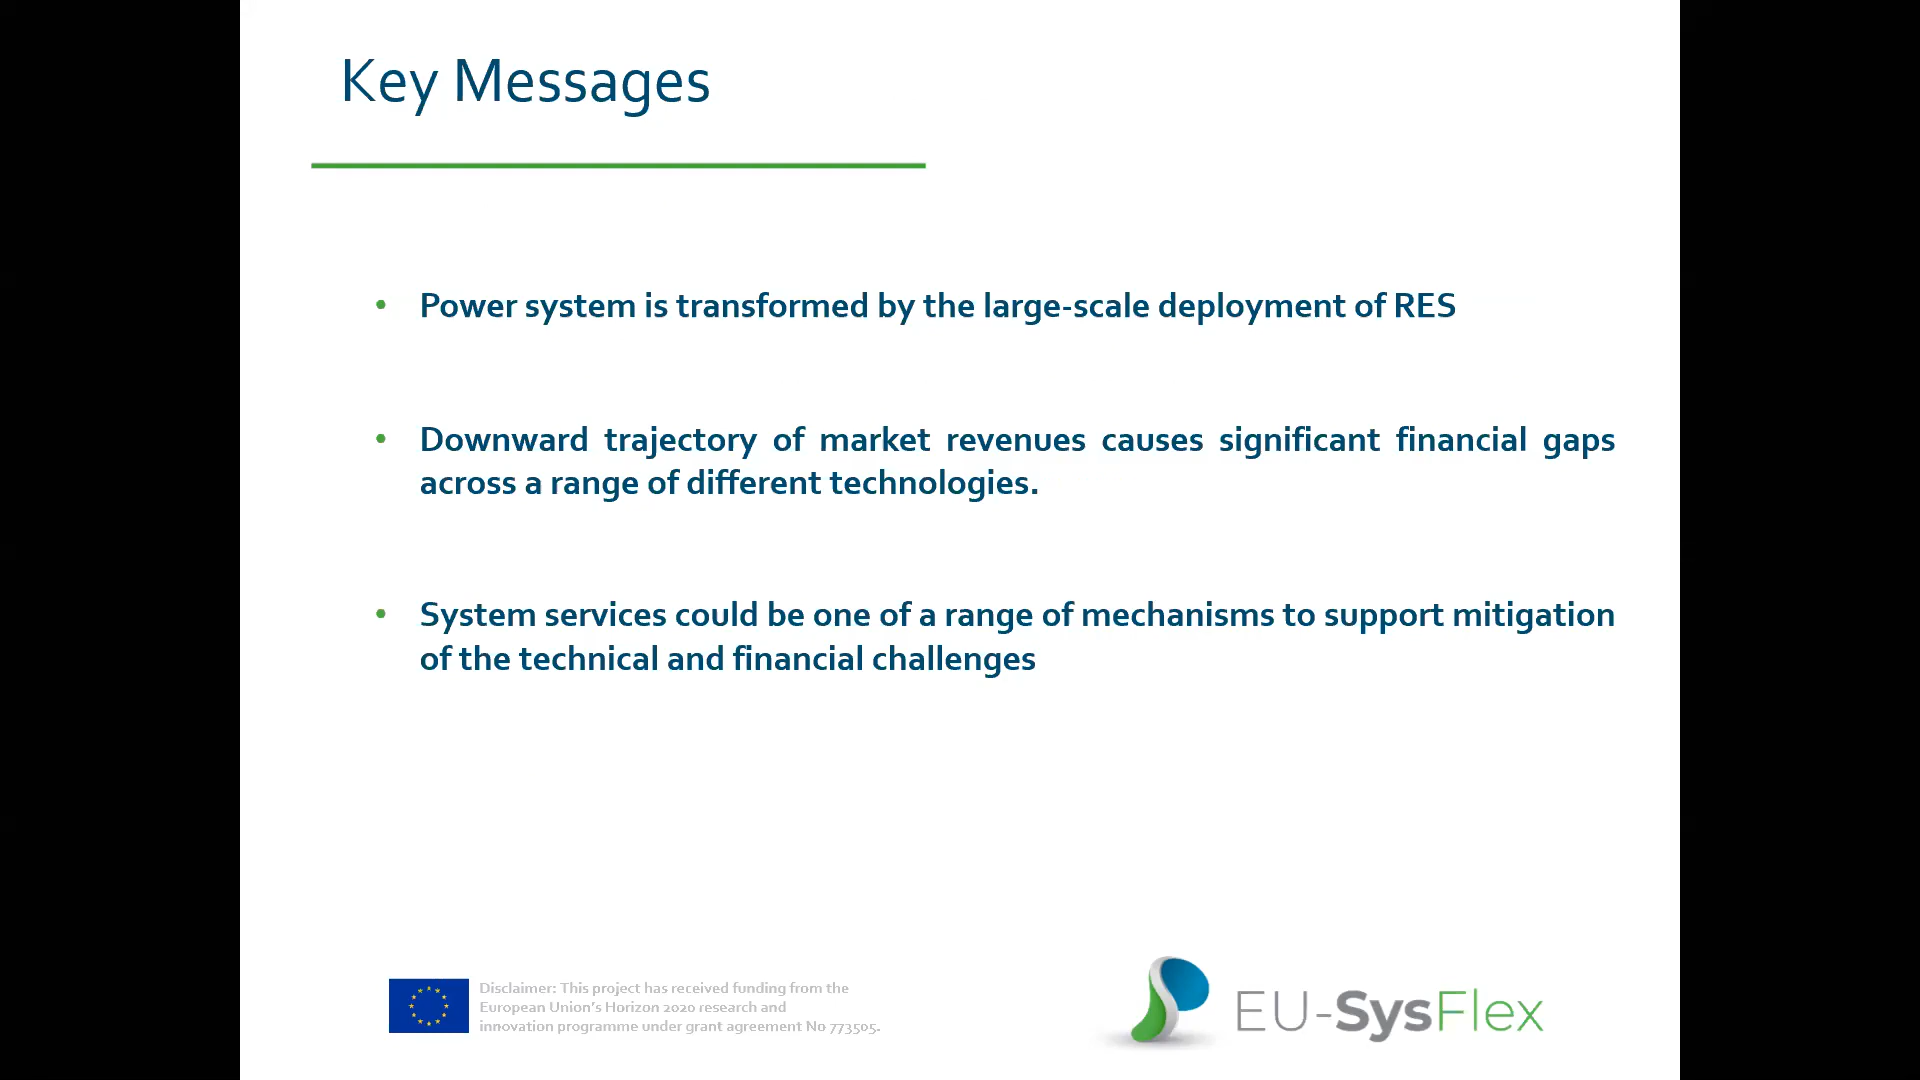 Key Messages
• Power system is transformed by the large-scale deployment of RES
• Downward trajectory of market revenues causes significant financial gaps
across a range of different technologies.
• System services could be one of a range of mechanisms to support mitigation
of the technical and financial challenges
Disclaimer: This project has received funding from the
European Union's Horizon 2020 research and
innovation programme under grant agreement No 773505.
EU-SysFlex